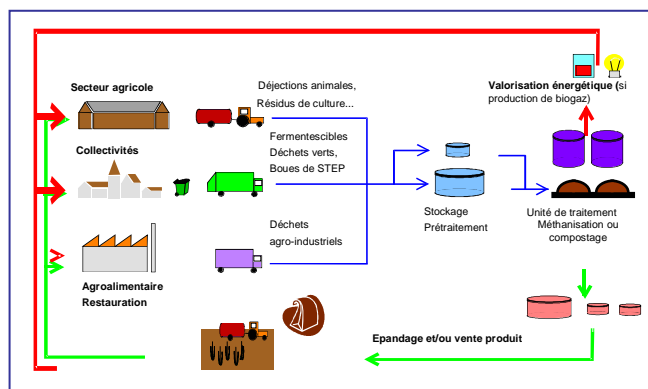 Secteur agricole
Déjections animales,
Résidus de culture...
Valorisation énergétique (si
production de biogaz)
Collectivités
Fermentescibles
Déchets verts,
Boues de STEP
Stockage
Prétraitement
Unité de traitement
Méthanisation ou
compostage
Déchets
agro-industriels
Agroalimentaire
Restauration
Epandage et/ou vente produit